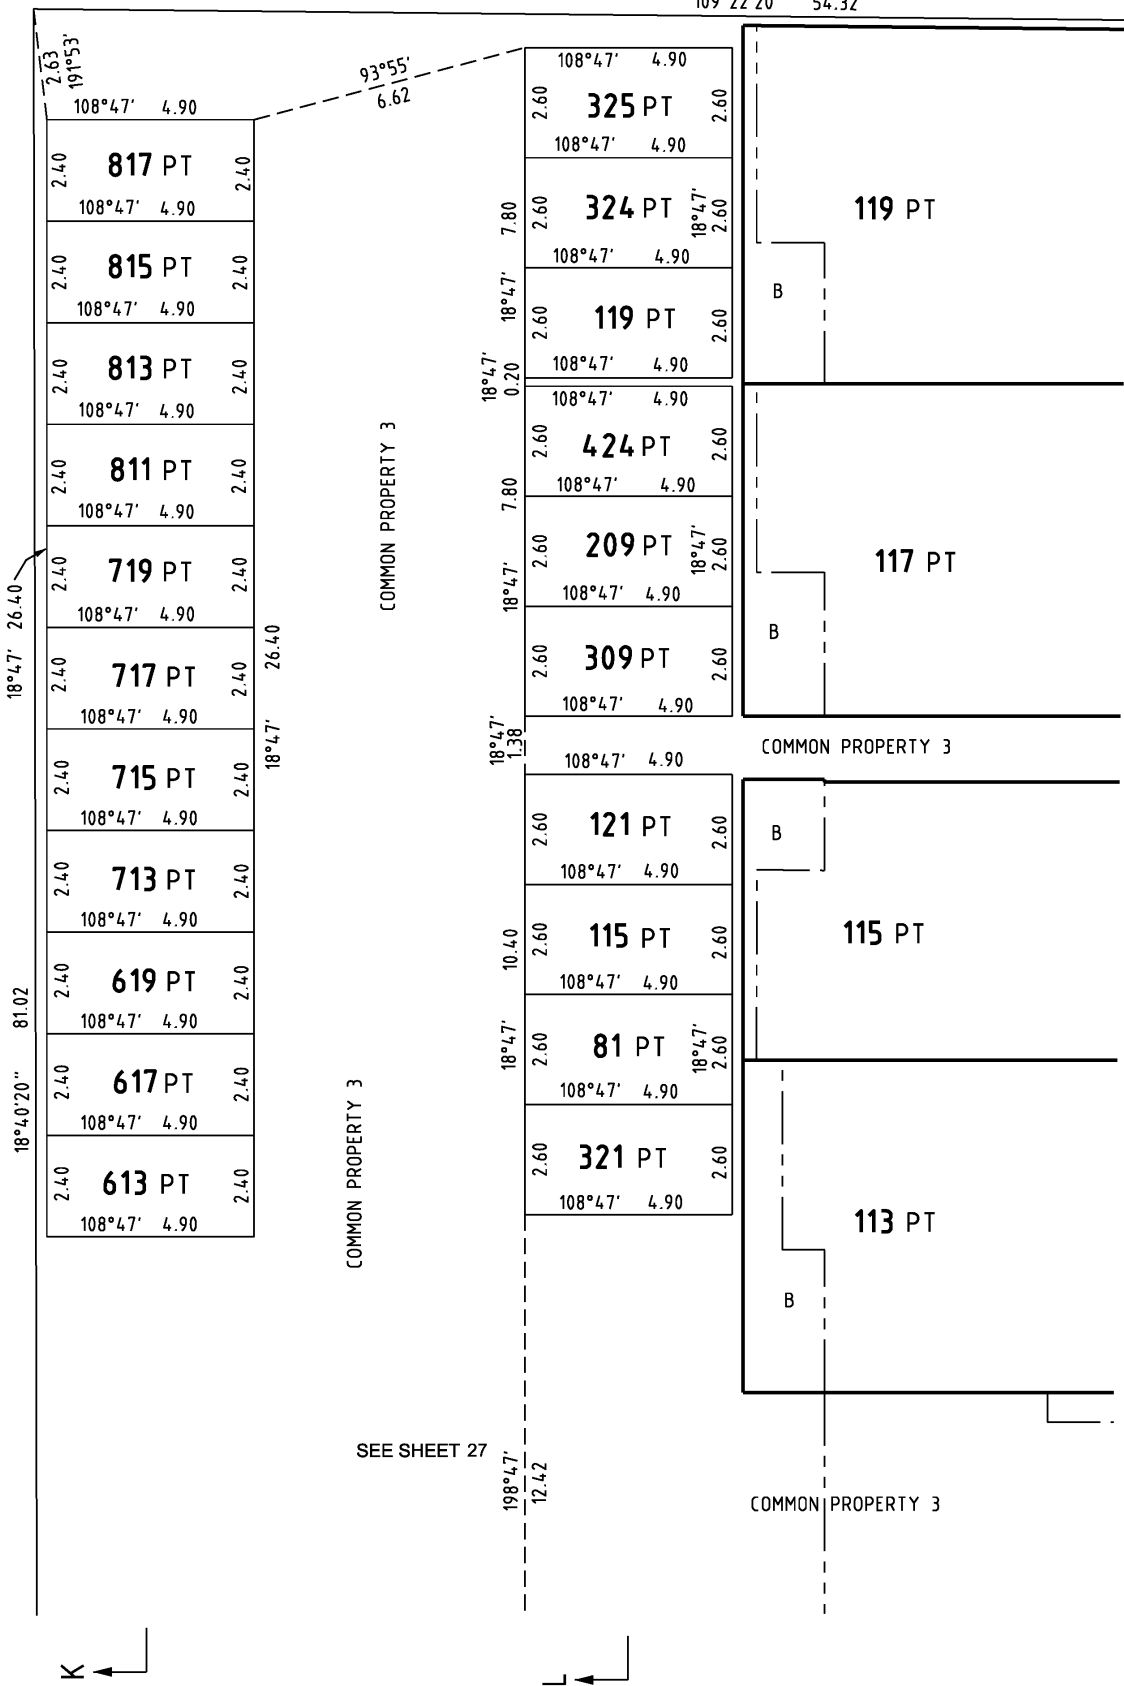 109°22'20" 54.32
2.63
191°53'
93°55'
6.62
108°47' 4.90
2.40 817 PT 2.40
108°47' 4.90
2.40 815 PT 2.40
108°47' 4.90
2.40 813 PT 2.40
108°47' 4.90
2.40 811 PT 2.40
108°47' 4.90
2.40 719 PT 2.40
108°47' 4.90
2.40 717 PT 2.40
108°47' 4.90
2.40 715 PT 2.40
108°47' 4.90
2.40 713 PT 2.40
108°47' 4.90
2.40 619 PT 2.40
108°47' 4.90
2.40 617 PT 2.40
108°47' 4.90
2.40 613 PT 2.40
108°47' 4.90
18°47' 26.40
18°40'20" 81.02
18°47' 26.40
COMMON PROPERTY 3
COMMON PROPERTY 3
108°47' 4.90
2.60 325 PT 2.60
108°47' 4.90
2.60 324 PT 18°47' 2.60
108°47' 4.90
2.60 119 PT 2.60
108°47' 4.90
18°47' 7.80
18°47'
0.20
108°47' 4.90
2.60 424 PT 2.60
108°47' 4.90
2.60 209 PT 18°47' 2.60
108°47' 4.90
2.60 309 PT 2.60
108°47' 4.90
18°47' 7.80
18°47'
1.38
108°47' 4.90
2.60 121 PT 2.60
108°47' 4.90
2.60 115 PT 2.60
108°47' 4.90
2.60 81 PT 18°47' 2.60
108°47' 4.90
2.60 321 PT 2.60
108°47' 4.90
18°47' 10.40
119 PT
B
117 PT
B
COMMON PROPERTY 3
B
115 PT
113 PT
B
SEE SHEET 27
198°47'
12.42
COMMON PROPERTY 3
K
L